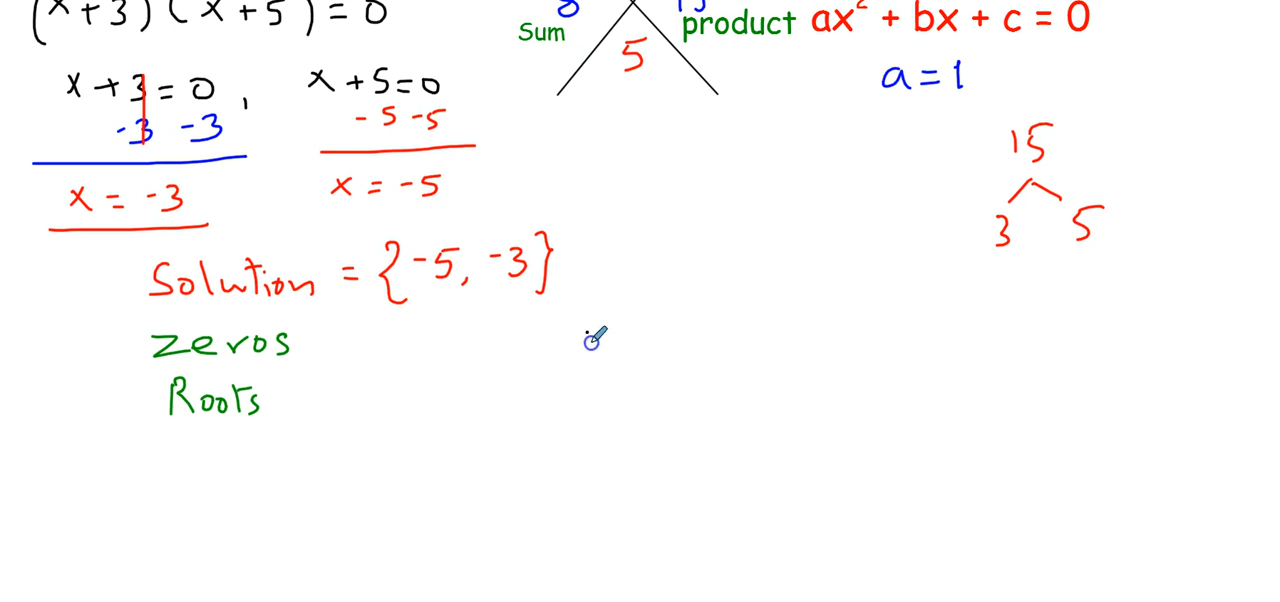 (x+3)(x+5)=0
8 15
Sum 5 product ax² + bx + c = 0
x+3=0, x+5=0 a=1
-3 -3 -5 -5
15
x = -3 x = -5
3 5
Solution = {-5, -3}
zeros
Roots